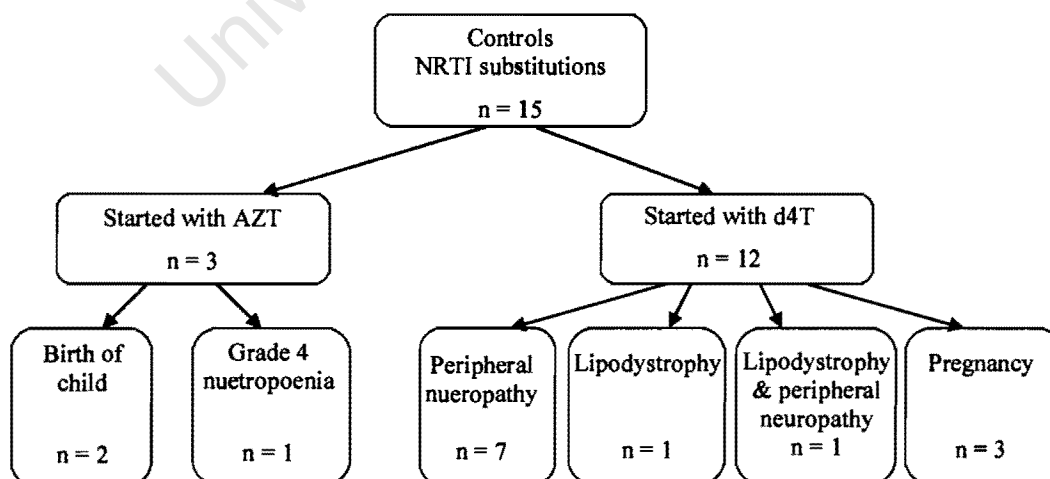 Univ
Controls
NRTI substitutions
n = 15
Started with AZT
n = 3
Started with d4T
n = 12
Birth of
child
n = 2
Grade 4
nuetropoenia
n = 1
Peripheral
nueropathy
n = 7
Lipodystrophy
n = 1
Lipodystrophy
& peripheral
neuropathy
n = 1
Pregnancy
n = 3